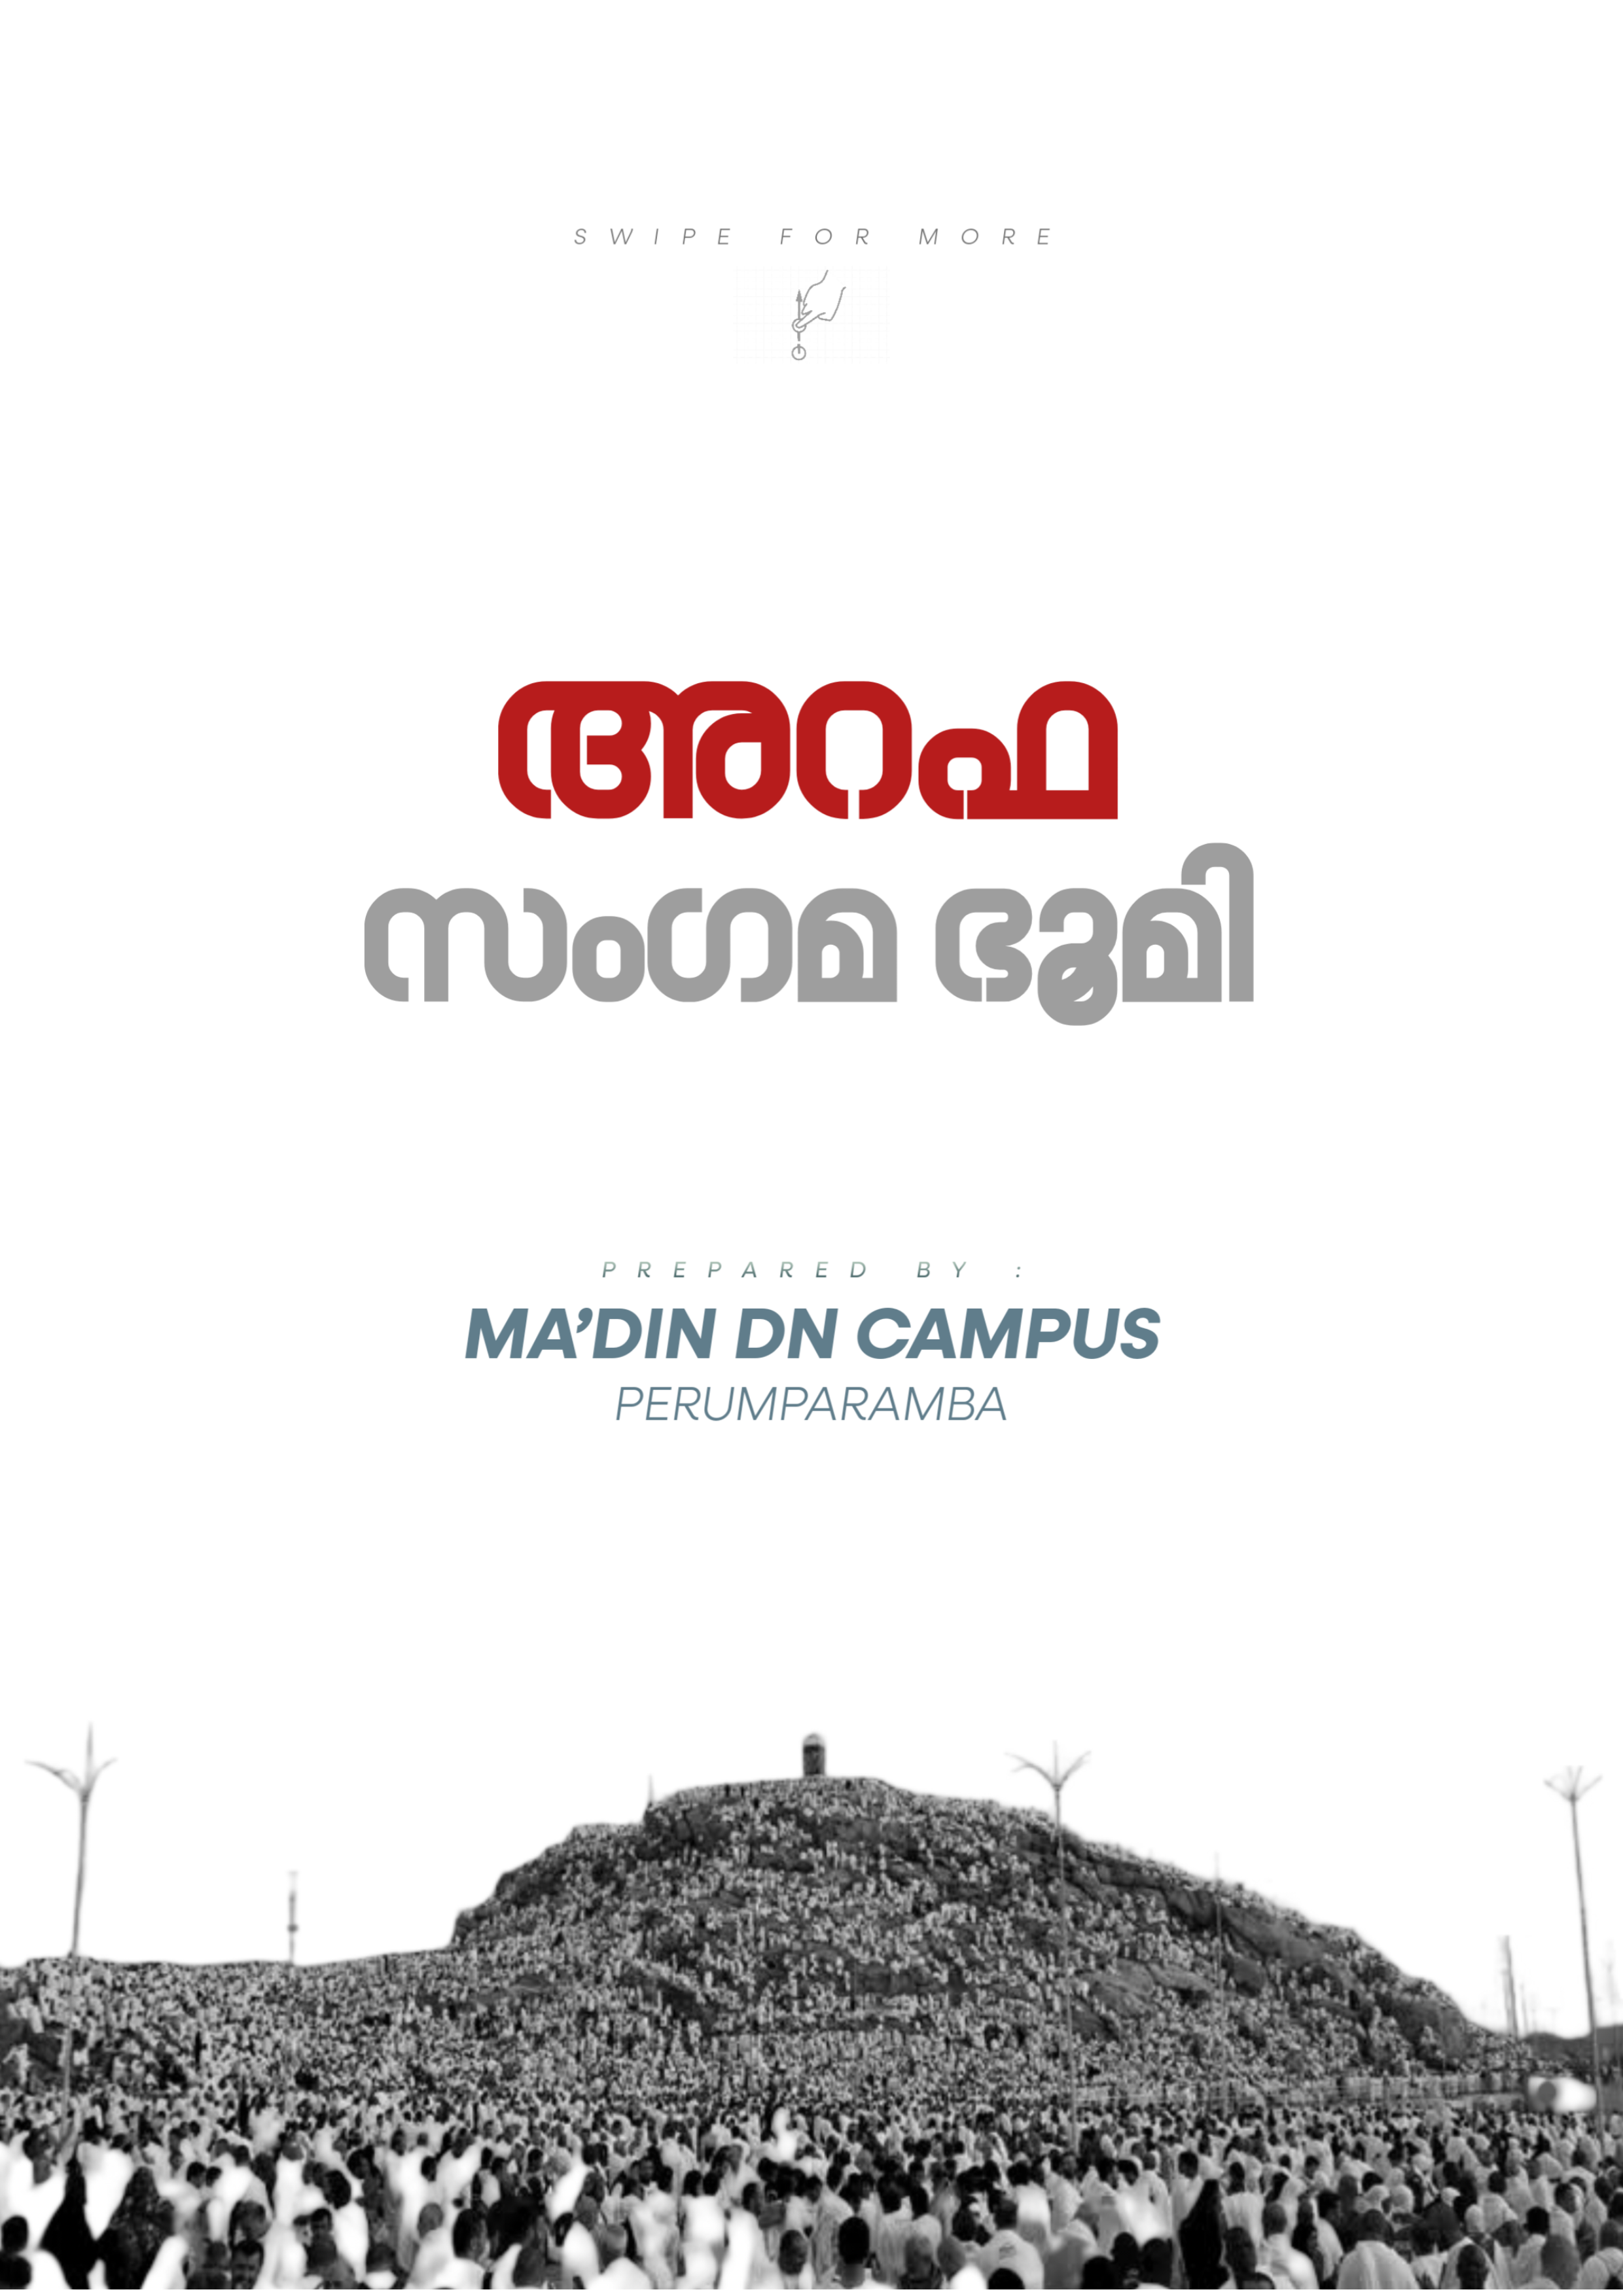 SWIPE FOR MORE
അറഫ
സംഗമ ഭൂമി
PREPARED BY :
MA’DIN DN CAMPUS
PERUMPARAMBA